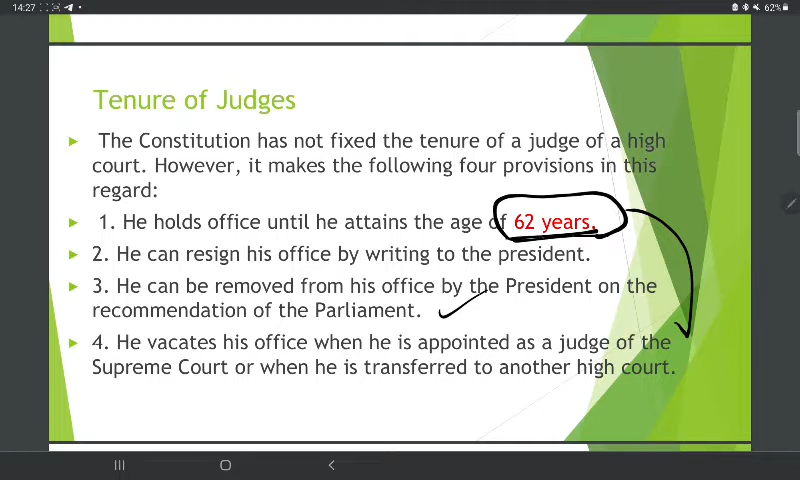 14:27
62%
Tenure of Judges
The Constitution has not fixed the tenure of a judge of a high
court. However, it makes the following four provisions in this
regard:
1. He holds office until he attains the age of 62 years.
2. He can resign his office by writing to the president.
3. He can be removed from his office by the President on the
recommendation of the Parliament.
4. He vacates his office when he is appointed as a judge of the
Supreme Court or when he is transferred to another high court.